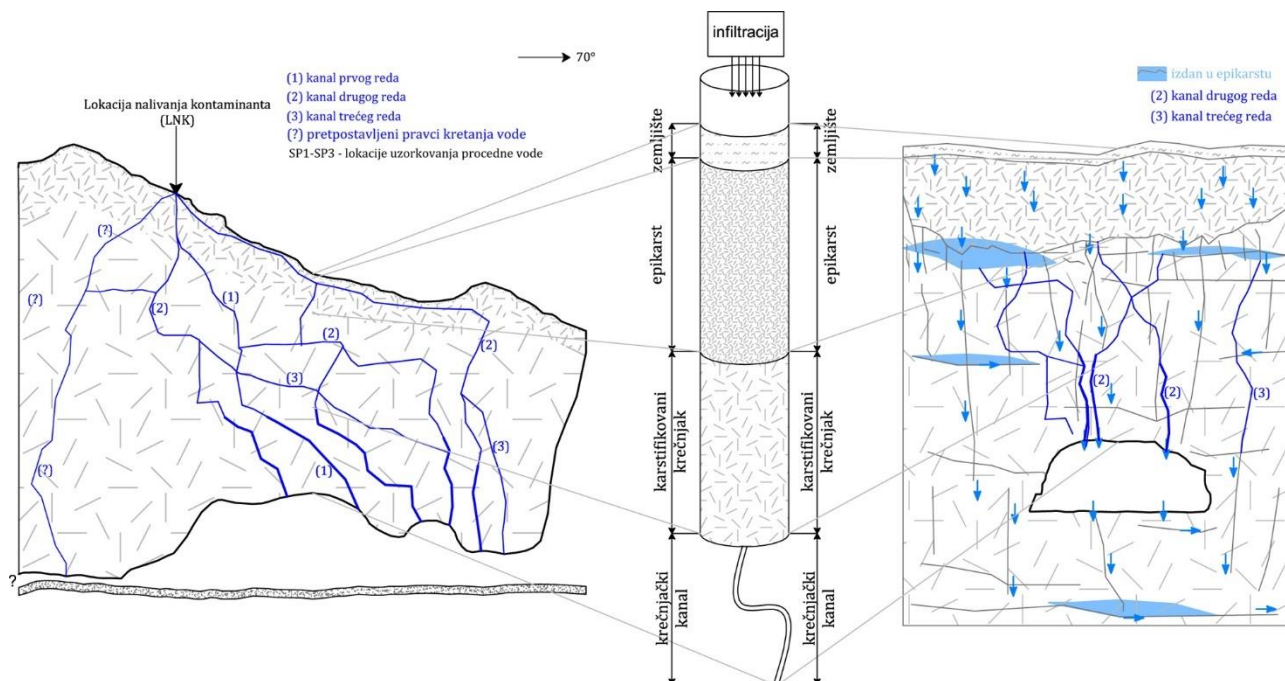 infiltracija
70°
(1) kanal prvog reda
(2) kanal drugog reda
(3) kanal trećeg reda
(?) pretpostavljeni pravci kretanja vode
SP1-SP3 - lokacije uzorkovanja procedne vode
Lokacija nalivanja kontaminanta
(LNK)
(?)
(?)
(2)
(1)
(2)
(3)
(2)
(?)
(1)
(3)
?
zemljište
epikarst
karstifikovani
krečnjak
krečnjački
kanal
zemljište
epikarst
karstifikovani
krečnjak
krečnjački
kanal
izdan u epikarstu
(2) kanal drugog reda
(3) kanal trećeg reda
(2)
(2)
(3)